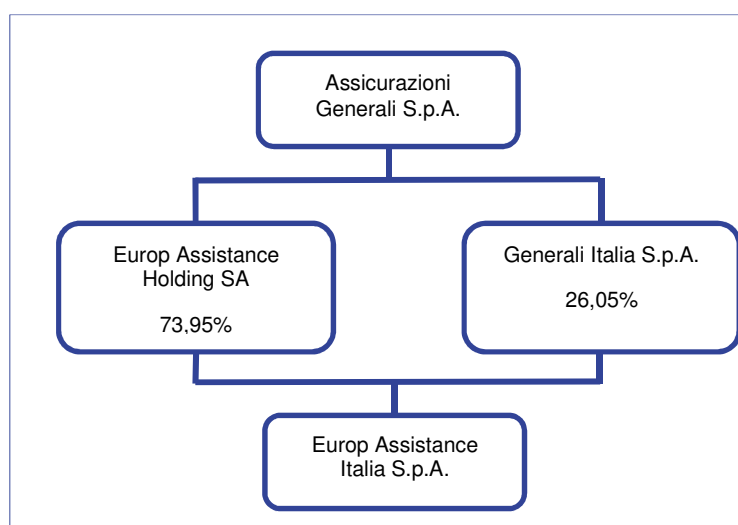 Assicurazioni
Generali S.p.A.
Europ Assistance
Holding SA
73,95%
Generali Italia S.p.A.
26,05%
Europ Assistance
Italia S.p.A.